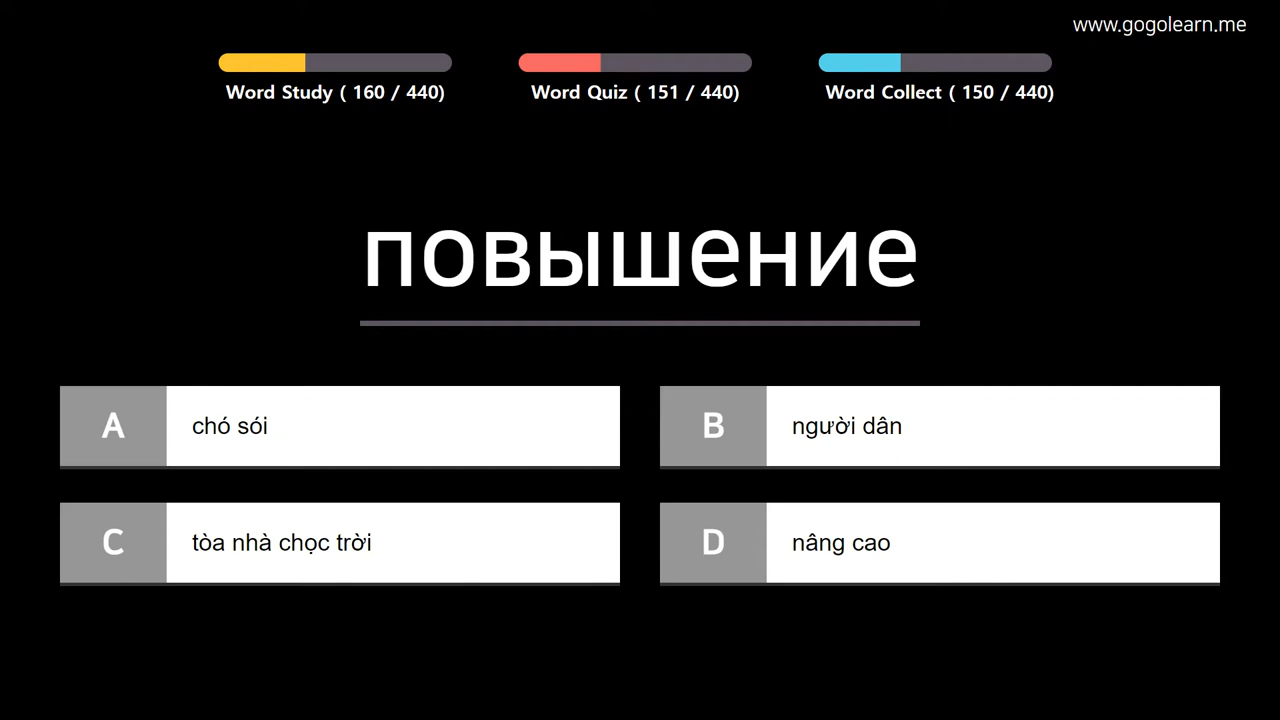 www.gogolearn.me
Word Study ( 160 / 440)
Word Quiz ( 151 / 440)
Word Collect ( 150 / 440)
повышение
A chó sói
B người dân
C tòa nhà chọc trời
D nâng cao